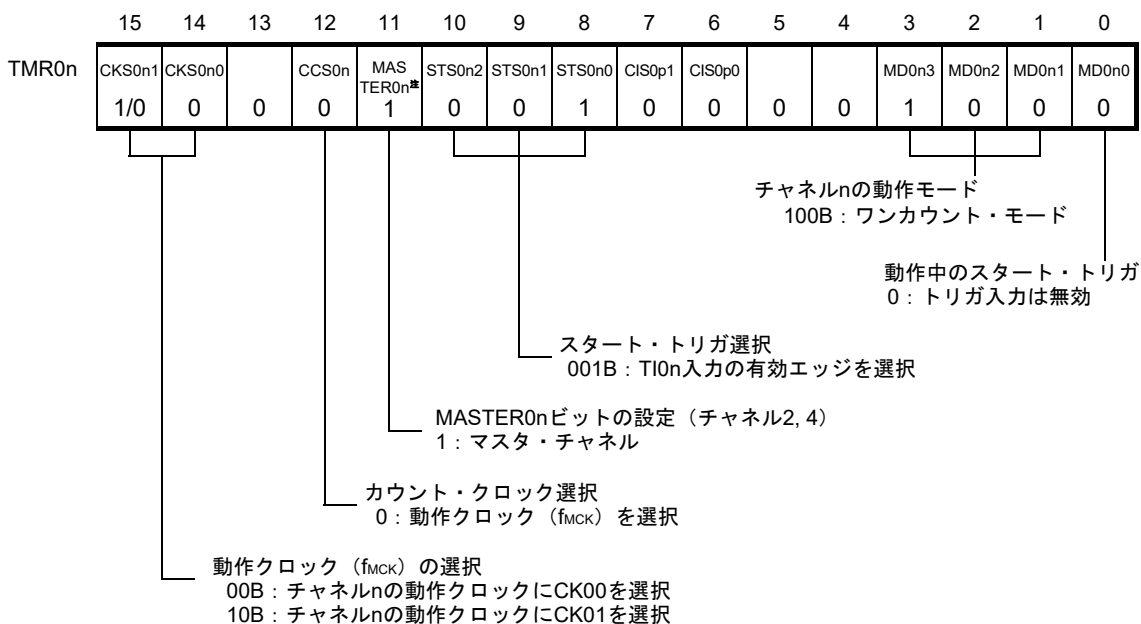 15 14 13 12 11 10 9 8 7 6 5 4 3 2 1 0
TMR0n CKS0n1 CKS0n0 CCS0n MAS TER0n注 STS0n2 STS0n1 STS0n0 CIS0p1 CIS0p0 MD0n3 MD0n2 MD0n1 MD0n0
1/0 0 0 0 1 0 0 1 0 0 0 0 1 0 0 0
チャネルnの動作モード
100B：ワンカウント・モード
動作中のスタート・トリガ
0：トリガ入力は無効
スタート・トリガ選択
001B：TI0n入力の有効エッジを選択
MASTER0nビットの設定（チャネル2, 4）
1：マスタ・チャネル
カウント・クロック選択
0：動作クロック（fMCK）を選択
動作クロック（fMCK）の選択
00B：チャネルnの動作クロックにCK00を選択
10B：チャネルnの動作クロックにCK01を選択